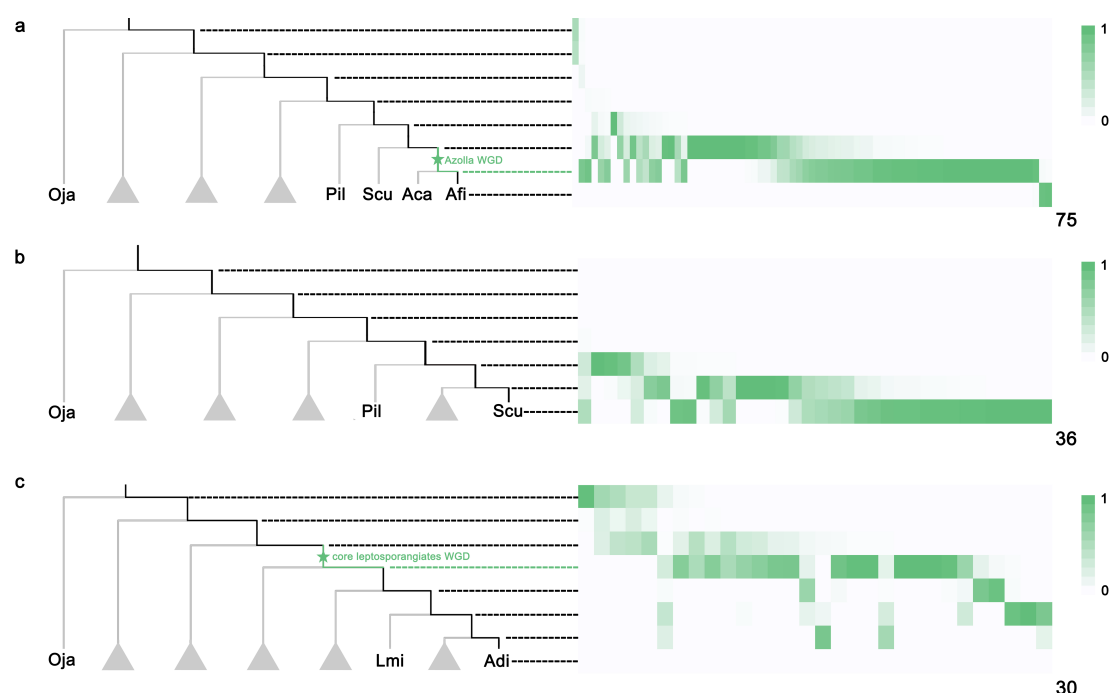 a
1
0
Azolla WGD
Oja Pil Scu Aca Afi
75
b
1
0
Oja Pil Scu
36
c
1
0
core leptosporangiates WGD
Oja Lmi Adi
30